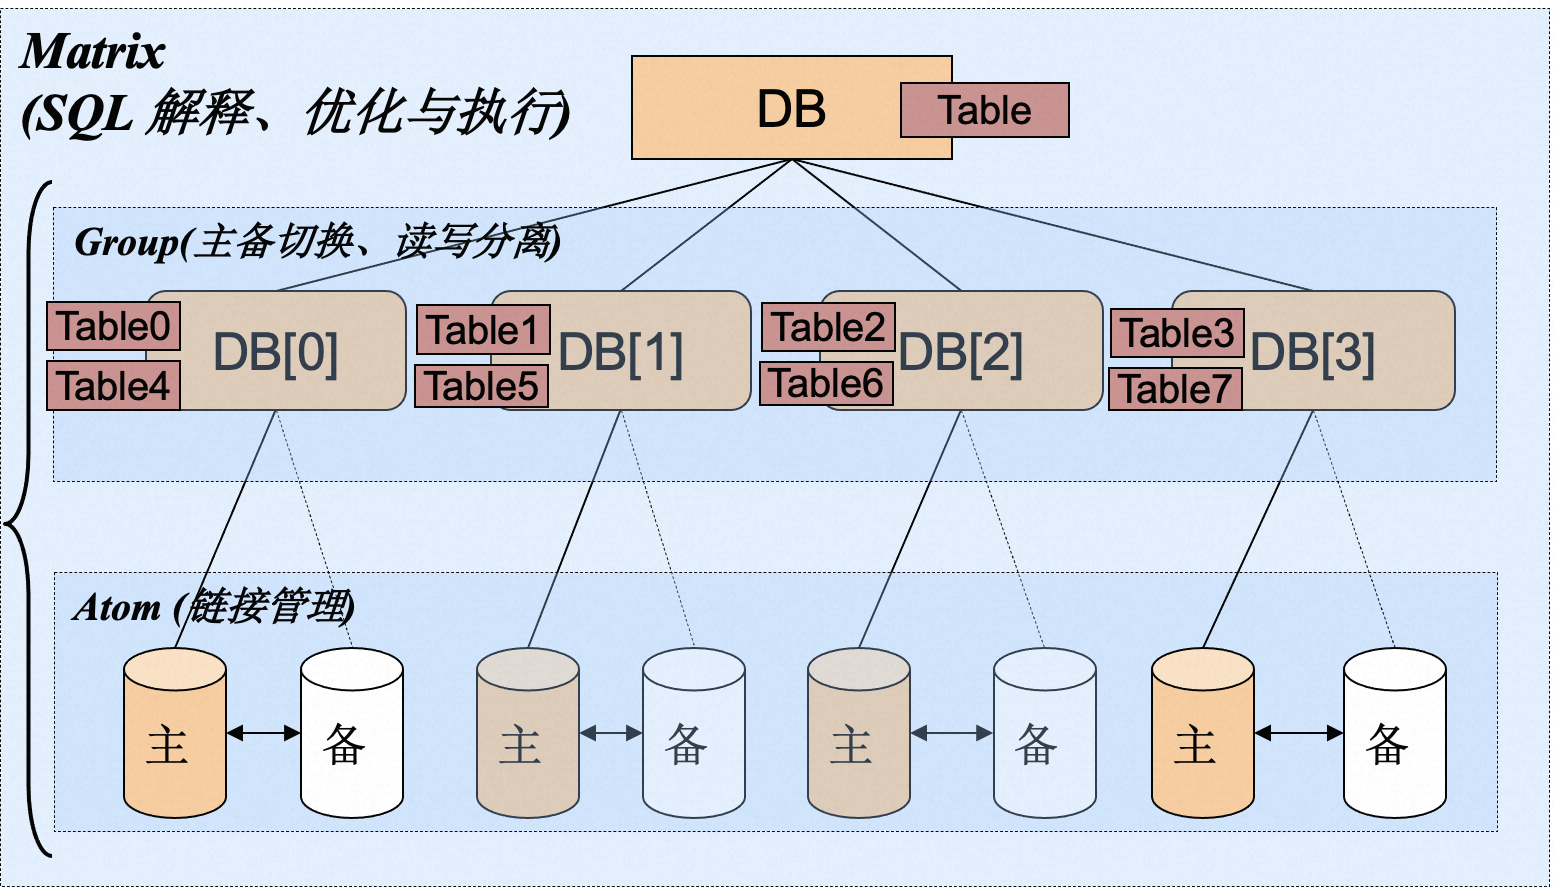 Matrix
(SQL 解释、优化与执行)
DB
Table
Group(主备切换、读写分离)
Table0
Table4
DB[0]
Table1
Table5
DB[1]
Table2
Table6
DB[2]
Table3
Table7
DB[3]
Atom (链接管理)
主
备
主
备
主
备
主
备